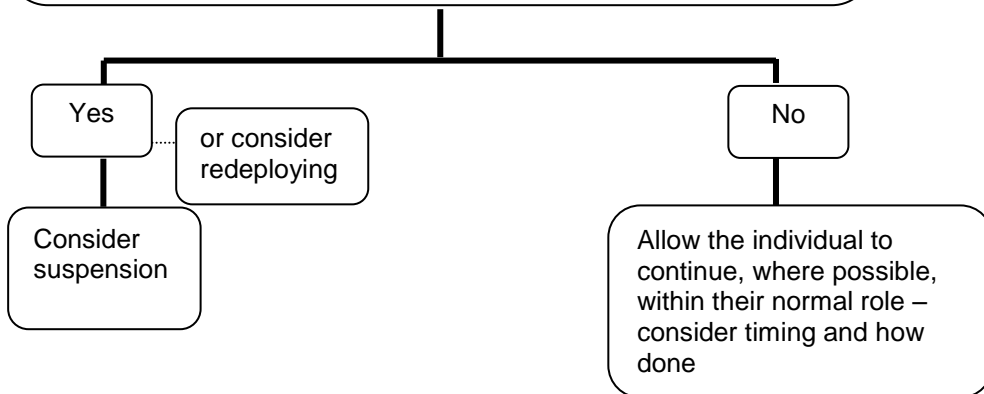 Yes
No
or consider
redeploying
Consider
suspension
Allow the individual to
continue, where possible,
within their normal role –
consider timing and how
done